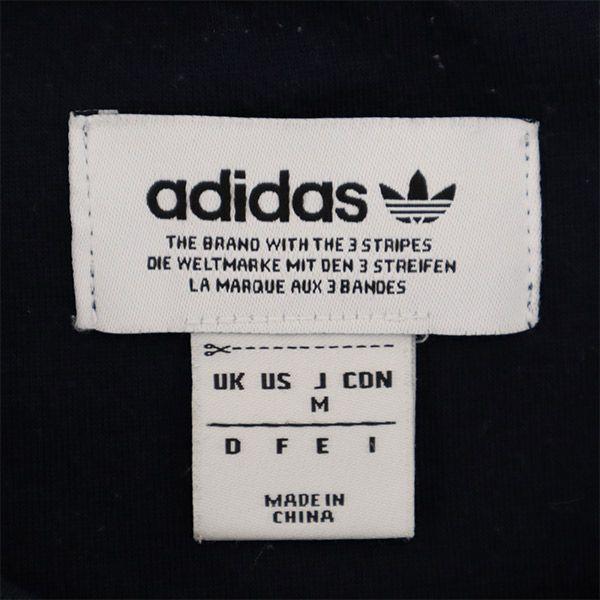 adidas
THE BRAND WITH THE 3 STRIPES
DIE WELTMARKE MIT DEN 3 STREIFEN
LA MARQUE AUX 3 BANDES
UK US J CDN
M
D F E I
MADE IN
CHINA